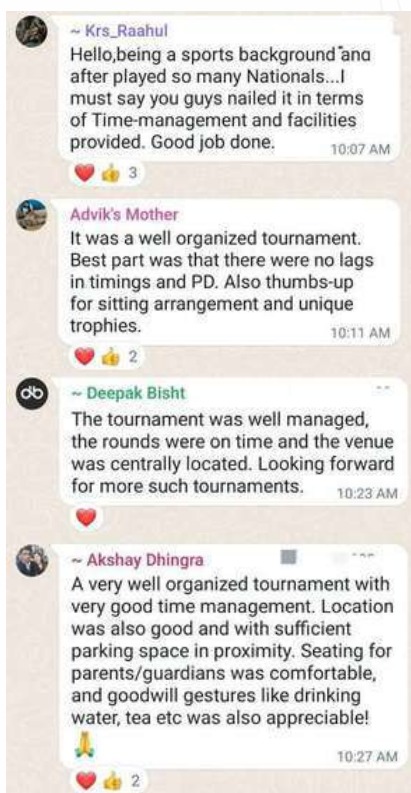 ~ Krs_Raahul
Hello,being a sports background and
after played so many Nationals...I
must say you guys nailed it in terms
of Time-management and facilities
provided. Good job done.
10:07 AM
❤️👍 3
Advik's Mother
It was a well organized tournament.
Best part was that there were no lags
in timings and PD. Also thumbs-up
for sitting arrangement and unique
trophies.
10:11 AM
❤️👍 2
db
~ Deepak Bisht
The tournament was well managed,
the rounds were on time and the venue
was centrally located. Looking forward
for more such tournaments.
10:23 AM
❤️
~ Akshay Dhingra
A very well organized tournament with
very good time management. Location
was also good and with sufficient
parking space in proximity. Seating for
parents/guardians was comfortable,
and goodwill gestures like drinking
water, tea etc was also appreciable!
🙏
10:27 AM
❤️👍 2